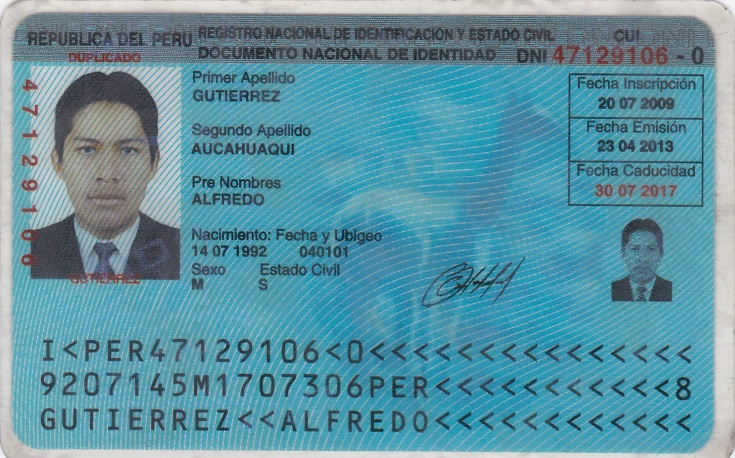 REPUBLICA DEL PERU REGISTRO NACIONAL DE IDENTIFICACION Y ESTADO CIVIL CUI
DUPLICADO DOCUMENTO NACIONAL DE IDENTIDAD DNI 47129106 - 0
47129106
Primer Apellido
GUTIERREZ
Segundo Apellido
AUCAHUAQUI
Pre Nombres
ALFREDO
Nacimiento: Fecha y Ubigeo
14 07 1992 040101
Sexo Estado Civil
M S
GUTIERREZ
Fecha Inscripción
20 07 2009
Fecha Emisión
23 04 2013
Fecha Caducidad
30 07 2017
I<PER47129106<0<<<<<<<<<<<<<<<
9207145M1707306PER<<<<<<<<<<<8
GUTIERREZ<<ALFREDO<<<<<<<<<<<<